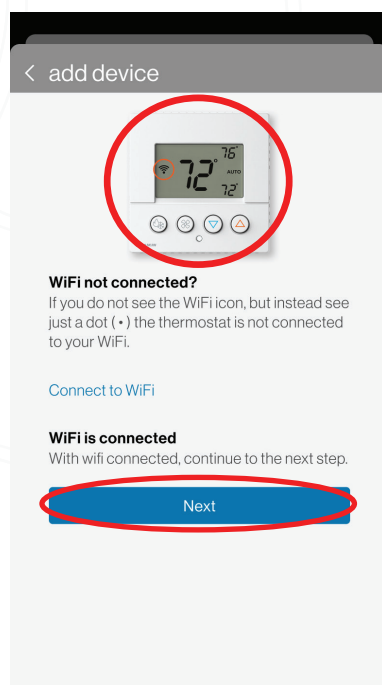 < add device
76°
72°
AUTO
72°
WiFi not connected?
If you do not see the WiFi icon, but instead see
just a dot ( • ) the thermostat is not connected
to your WiFi.
Connect to WiFi
WiFi is connected
With wifi connected, continue to the next step.
Next